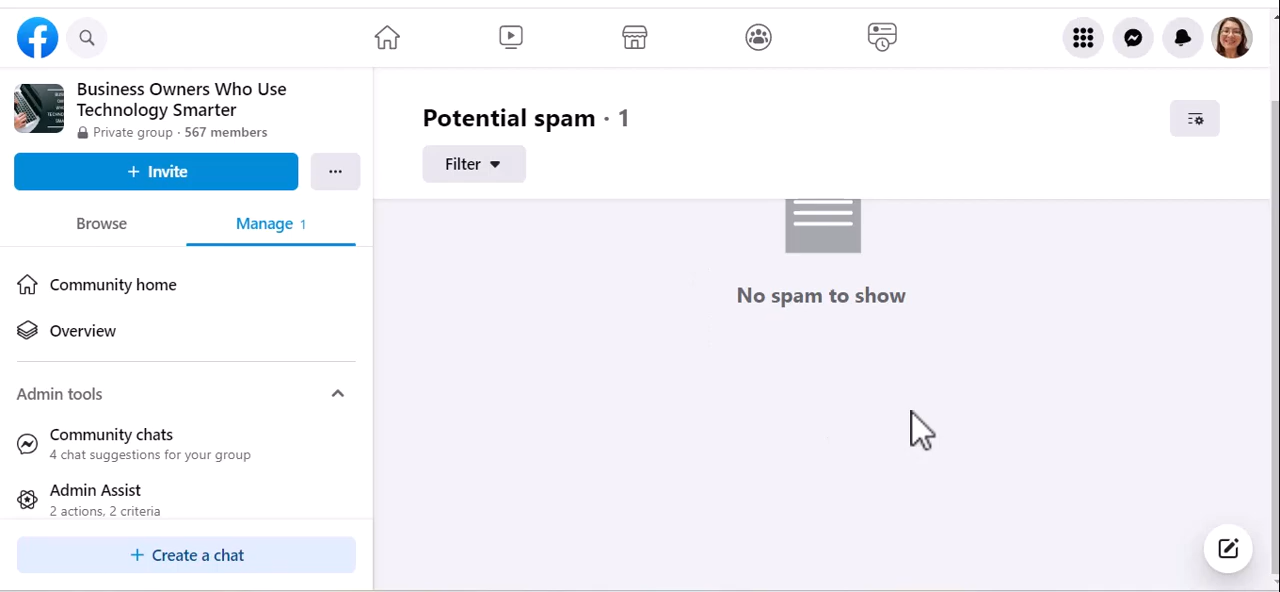 Business Owners Who Use
Technology Smarter
Private group · 567 members
+ Invite
...
Browse
Manage 1
Community home
Overview
Admin tools
Community chats
4 chat suggestions for your group
Admin Assist
2 actions, 2 criteria
+ Create a chat
Potential spam · 1
Filter
No spam to show